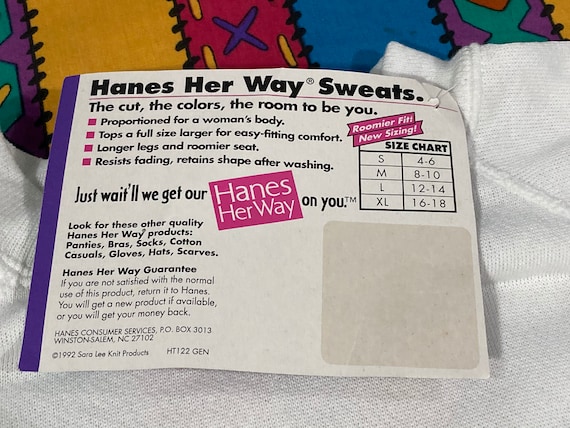 Hanes Her Way® Sweats.
The cut, the colors, the room to be you.
Proportioned for a woman's body.
Tops a full size larger for easy-fitting comfort.
Longer legs and roomier seat.
Resists fading, retains shape after washing.
Roomier Fit!
New Sizing!
SIZE CHART
S 4-6
M 8-10
L 12-14
XL 16-18
Just wait'll we get our Hanes Her Way on you.™
Look for these other quality
Hanes Her Way® products:
Panties, Bras, Socks, Cotton
Casuals, Gloves, Hats, Scarves.
Hanes Her Way Guarantee
If you are not satisfied with the normal
use of this product, return it to Hanes.
You will get a new product if available,
or you will get your money back.
HANES CONSUMER SERVICES, P.O. BOX 3013
WINSTON-SALEM, NC 27102
©1992 Sara Lee Knit Products HT122 GEN